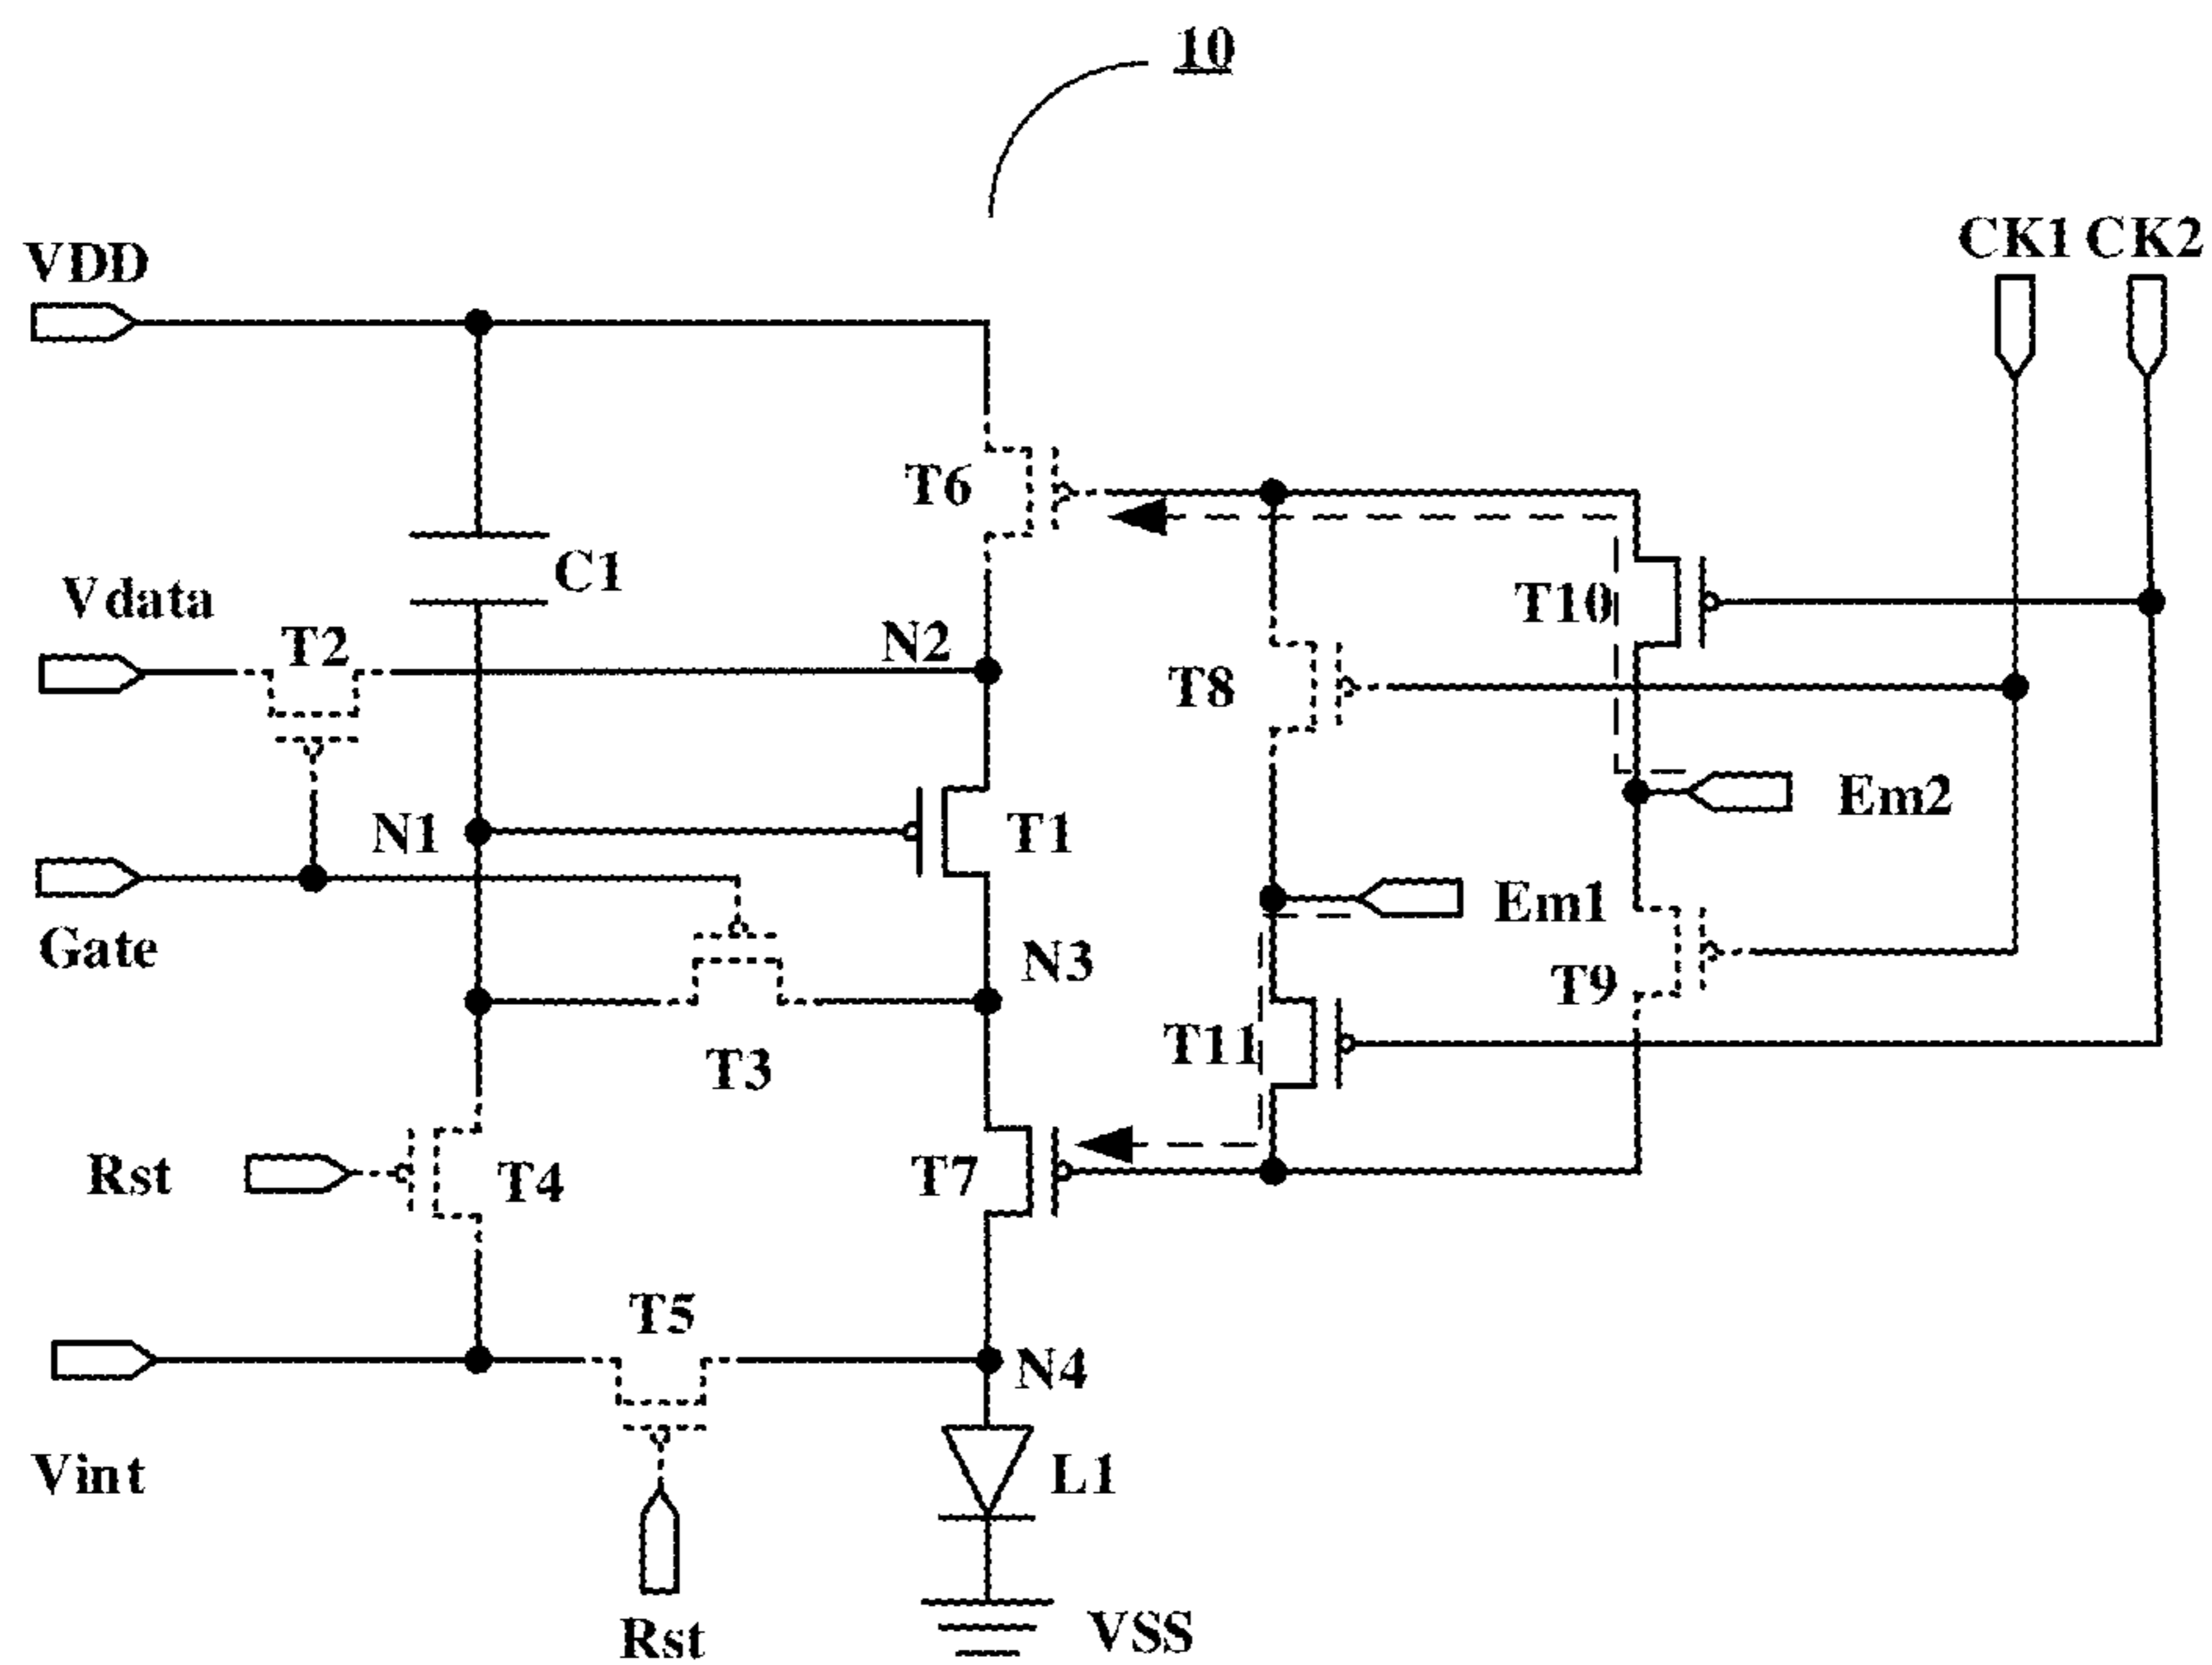 10
CK1 CK2
VDD
T6
C1
T10
Vdata
T2
N2
T8
Em2
N1
T1
Em1
Gate
N3
T9
T11
T3
Rst
T4
T7
T5
N4
Vint
L1
Rst
VSS